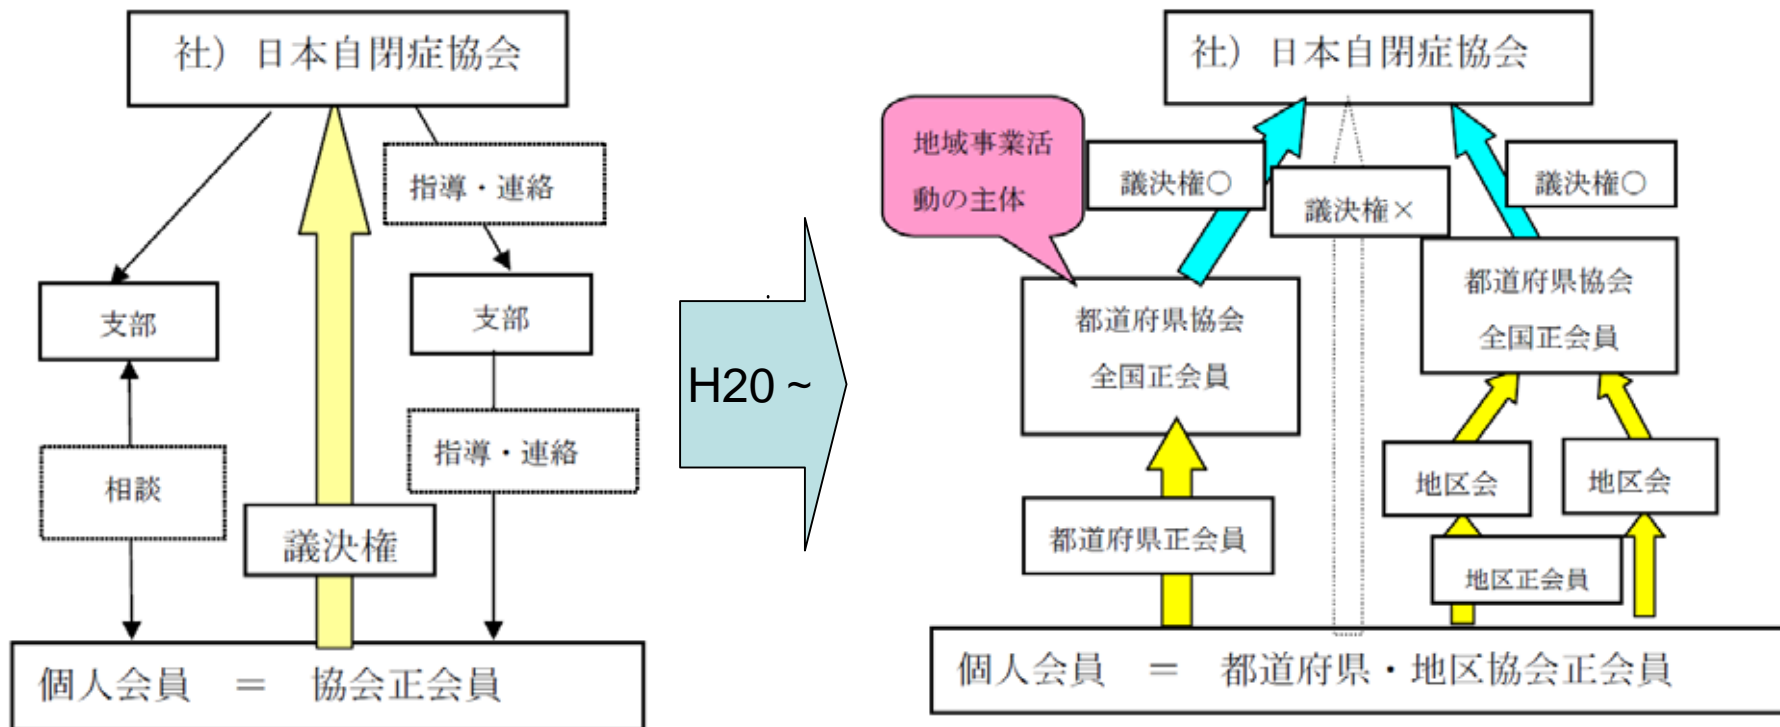 社）日本自閉症協会
指導・連絡
支部
支部
指導・連絡
相談
議決権
個人会員 ＝ 協会正会員
H20 ~
社）日本自閉症協会
地域事業活
動の主体
議決権○
議決権×
議決権○
都道府県協会
全国正会員
都道府県協会
全国正会員
地区会
地区会
都道府県正会員
地区正会員
個人会員 ＝ 都道府県・地区協会正会員